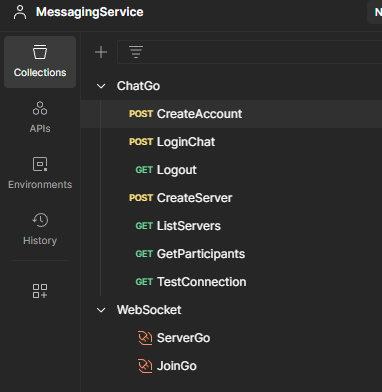 MessagingService
N
Collections
APIs
Environments
History
ChatGo
POST CreateAccount
POST LoginChat
GET Logout
POST CreateServer
GET ListServers
GET GetParticipants
GET TestConnection
WebSocket
ServerGo
JoinGo